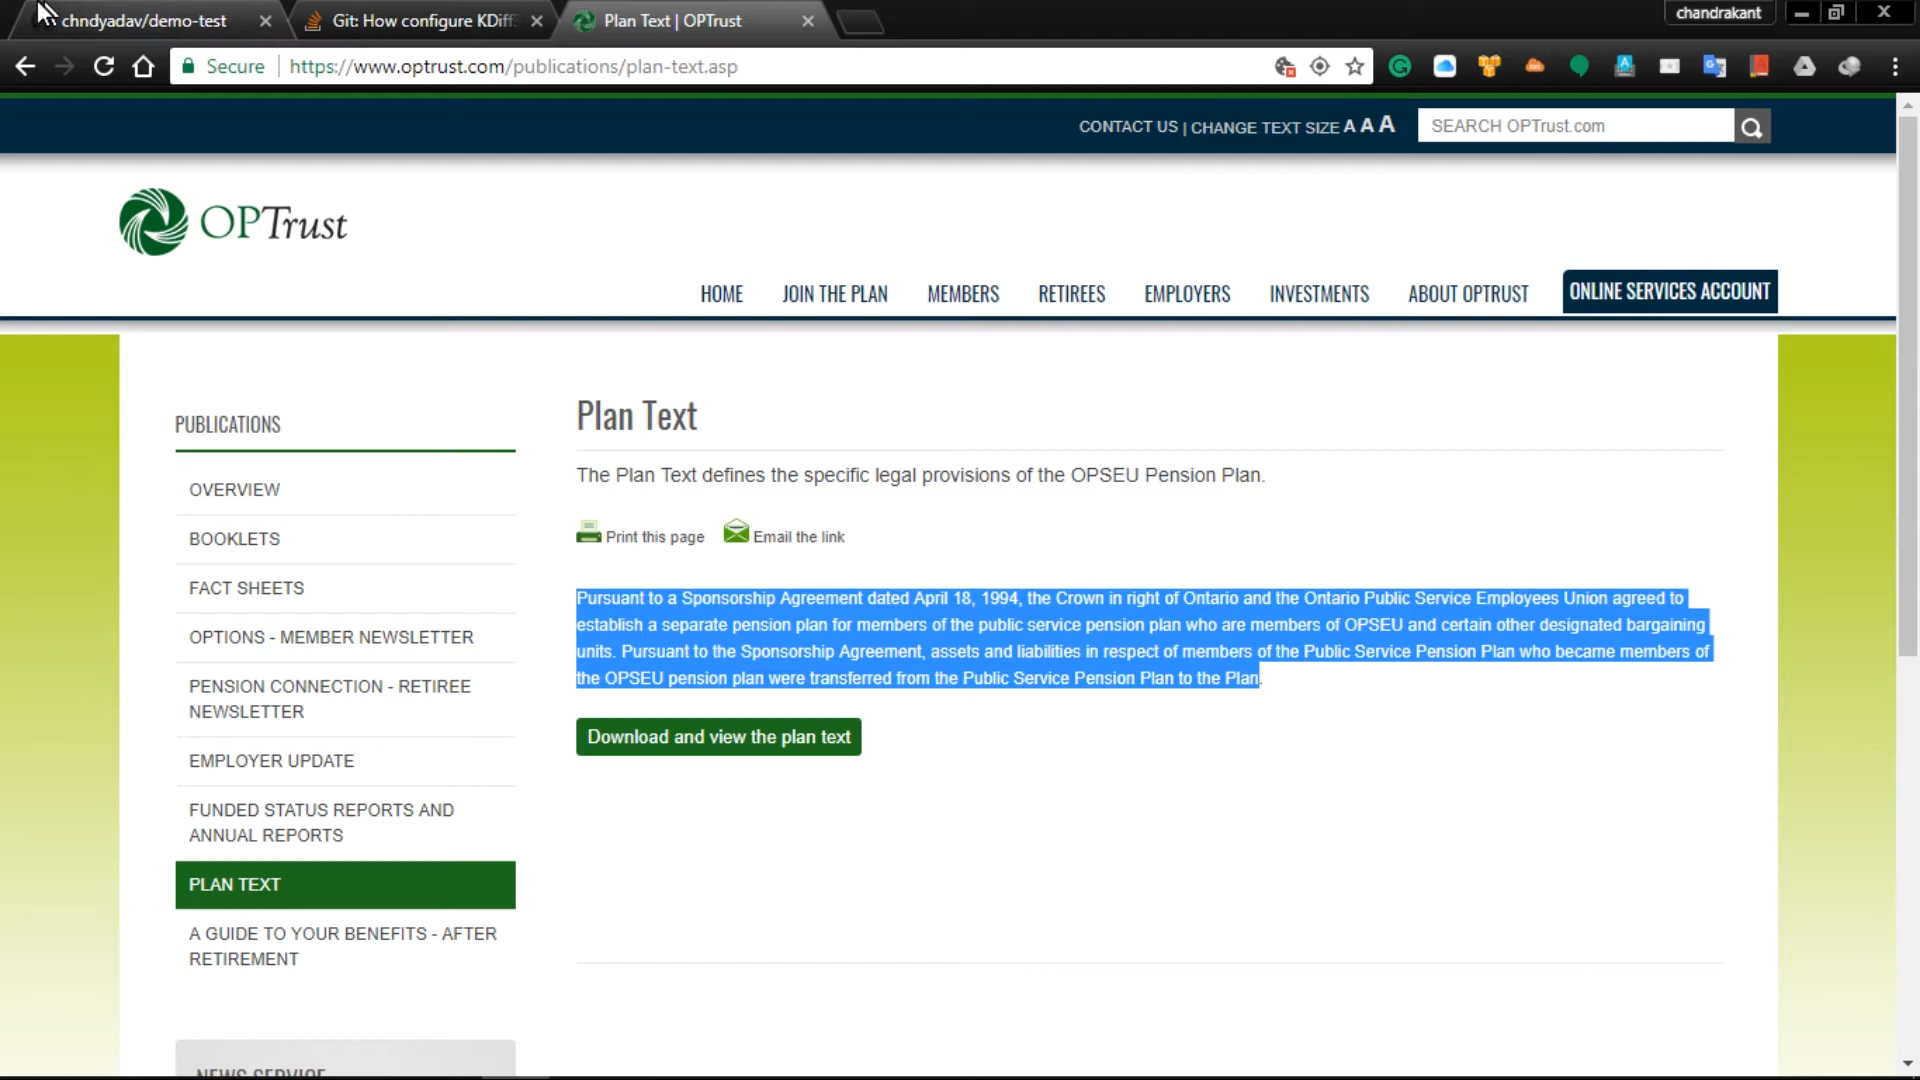 chndyadav/demo-test
Git: How configure KDiff
Plan Text | OPTrust
chandrakant
Secure
https://www.optrust.com/publications/plan-text.asp
CONTACT US | CHANGE TEXT SIZE A A A
SEARCH OPTrust.com
OPTrust
HOME
JOIN THE PLAN
MEMBERS
RETIREES
EMPLOYERS
INVESTMENTS
ABOUT OPTRUST
ONLINE SERVICES ACCOUNT
PUBLICATIONS
OVERVIEW
BOOKLETS
FACT SHEETS
OPTIONS - MEMBER NEWSLETTER
PENSION CONNECTION - RETIREE
NEWSLETTER
EMPLOYER UPDATE
FUNDED STATUS REPORTS AND
ANNUAL REPORTS
PLAN TEXT
A GUIDE TO YOUR BENEFITS - AFTER
RETIREMENT
NEWS SERVICE
Plan Text
The Plan Text defines the specific legal provisions of the OPSEU Pension Plan.
Print this page
Email the link
Pursuant to a Sponsorship Agreement dated April 18, 1994, the Crown in right of Ontario and the Ontario Public Service Employees Union agreed to
establish a separate pension plan for members of the public service pension plan who are members of OPSEU and certain other designated bargaining
units. Pursuant to the Sponsorship Agreement, assets and liabilities in respect of members of the Public Service Pension Plan who became members of
the OPSEU pension plan were transferred from the Public Service Pension Plan to the Plan.
Download and view the plan text